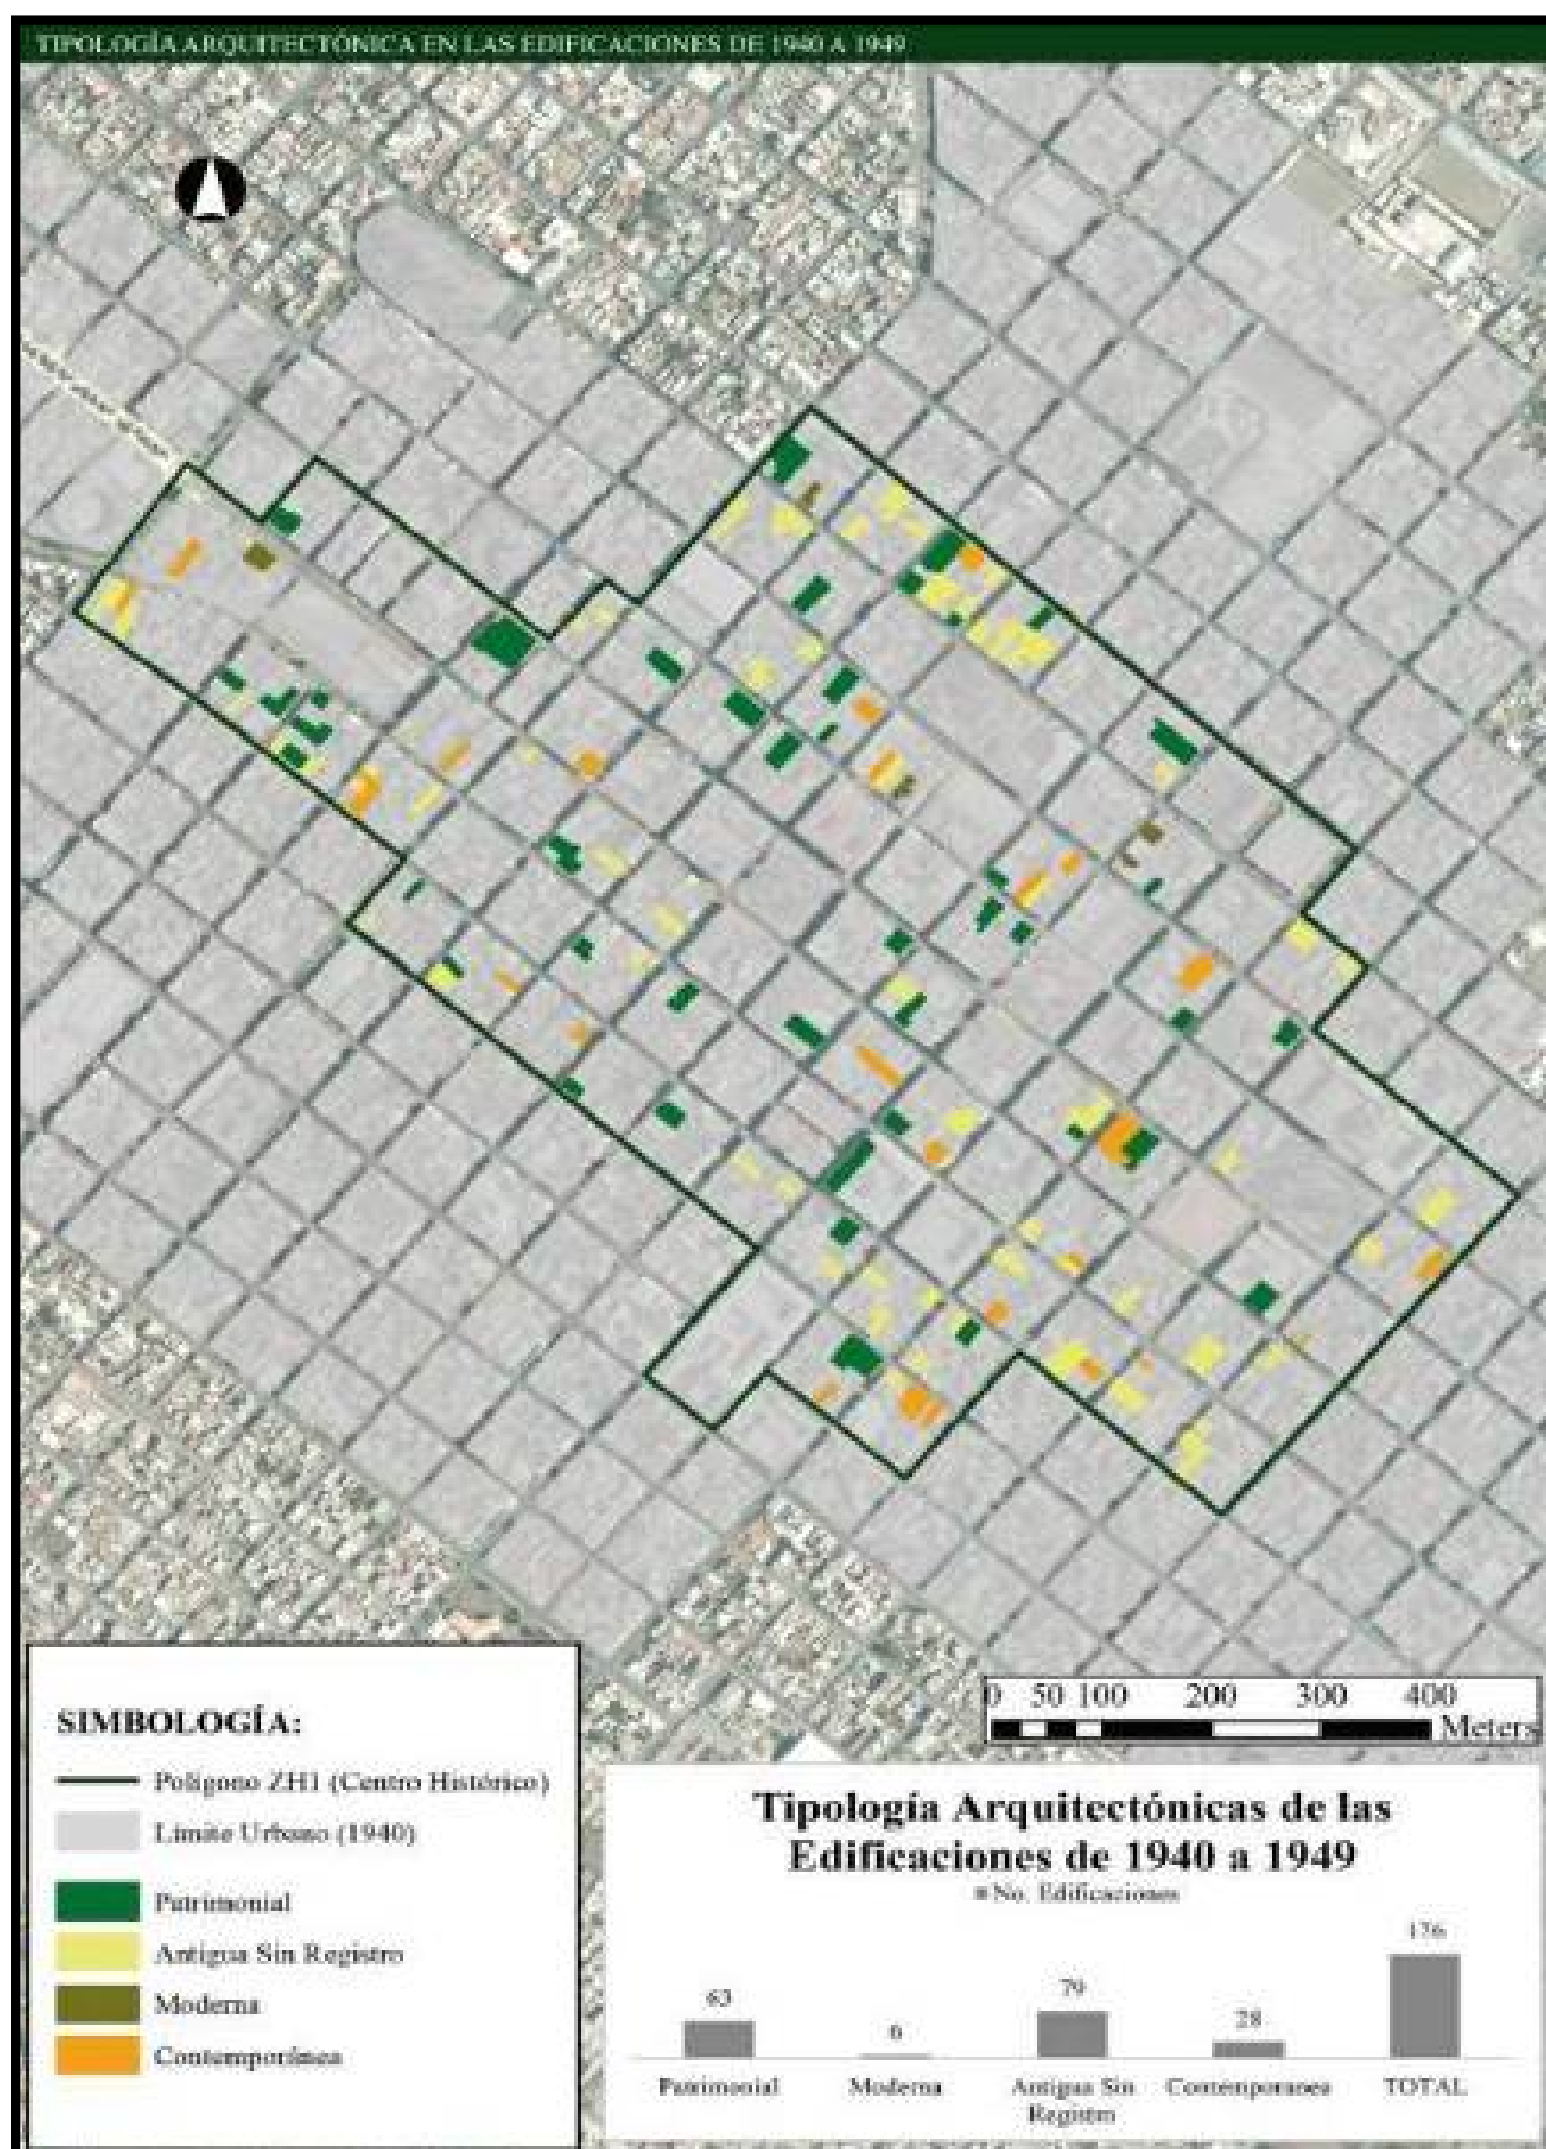 TIPOLOGÍA ARQUITECTÓNICA EN LAS EDIFICACIONES DE 1940 A 1949
SIMBOLOGÍA:
Polígono ZH1 (Centro Histórico)
Límite Urbano (1940)
Patrimonial
Antigua Sin Registro
Moderna
Contemporánea
0 50 100 200 300 400
Meters
Tipología Arquitectónicas de las
Edificaciones de 1940 a 1949
No. Edificaciones
63 6 79 28 176
Patrimonial Moderna Antigua Sin Contemporanea TOTAL
Registro